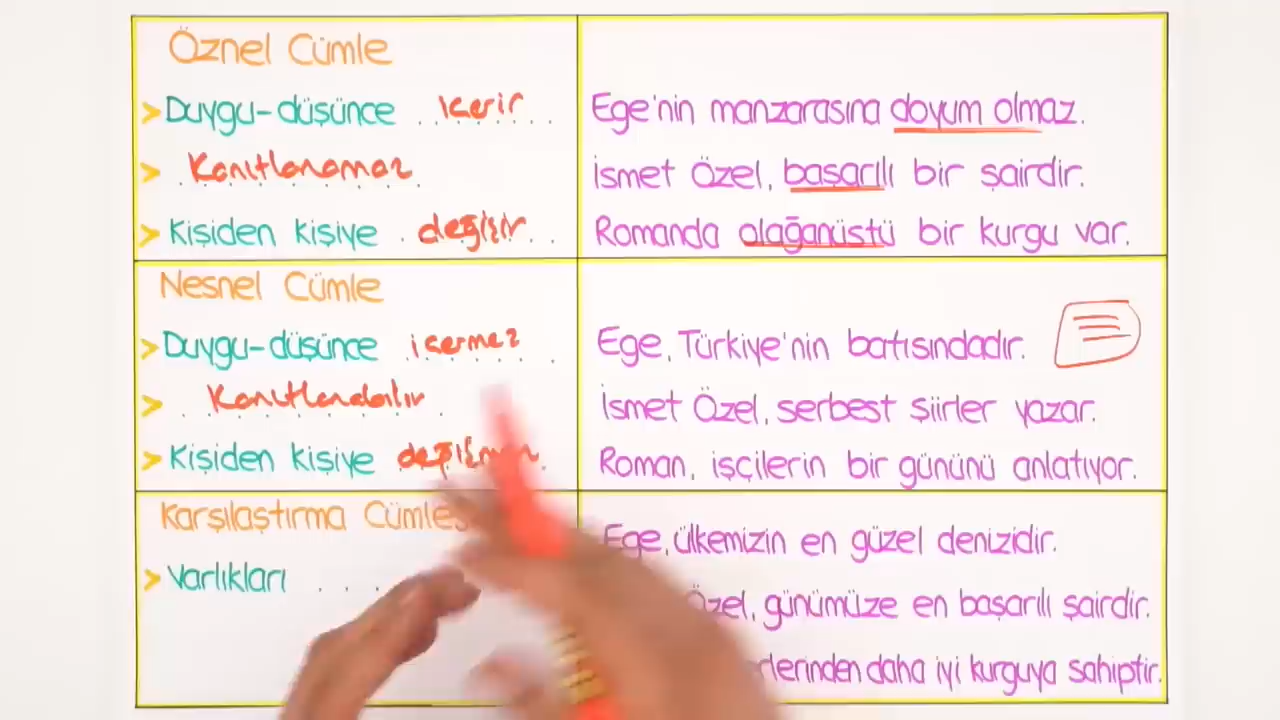 Öznel Cümle
> Duygu-düşünce içerir
> Kanıtlanamaz
> Kişiden kişiye değişir
Ege'nin manzarasına doyum olmaz.
İsmet Özel, başarılı bir şairdir.
Romanda olağanüstü bir kurgu var.
Nesnel Cümle
> Duygu-düşünce içermez
> Kanıtlanabilir
> Kişiden kişiye değişmez
Ege, Türkiye'nin batısındadır.
İsmet Özel, serbest şiirler yazar.
Roman, işçilerin bir gününü anlatıyor.
Karşılaştırma
> Varlıkları . . . .
Ege, ülkemizin en güzel denizidir.
Özel, günümüze en başarılı şairdir.
daha iyi kurguya sahiptir.